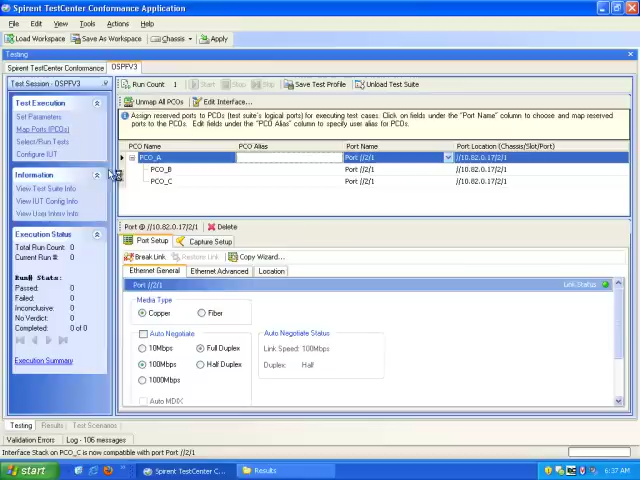 Spirent TestCenter Conformance Application
File Edit View Tools Actions Help
Load Workspace Save As Workspace Chassis Apply
Testing
Spirent TestCenter Conformance OSPFV3
Test Session - OSPFV3
Run Count 1 Start Stop Skip Save Test Profile Unload Test Suite
Test Execution
Set Parameters
Map Ports (PCOs)
Select/Run Tests
Configure IUT
Information
View Test Suite Info
View IUT Config Info
View User Intrvn Info
Execution Status
Total Run Count: 0
Current Run #: 0
Run# Stats:
Passed: 0
Failed: 0
Inconclusive: 0
No Verdict: 0
Completed: 0 of 0
Execution Summary
Unmap All PCOs Edit Interface...
Assign reserved ports to PCOs (test suite's logical ports) for executing test cases. Click on fields under the "Port Name" column to choose and map reserved
ports to the PCOs. Edit fields under the "PCO Alias" column to specify user alias for PCOs.
PCO Name PCO Alias Port Name Port Location (Chassis/Slot/Port)
PCO_A Port //2/1 //10.82.0.17/2/1
PCO_B Port //2/1 //10.82.0.17/2/1
PCO_C Port //2/1 //10.82.0.17/2/1
Port @ //10.82.0.17/2/1 Delete
Port Setup Capture Setup
Break Link Restore Link Copy Wizard...
Ethernet General Ethernet Advanced Location
Port //2/1 Link Status
Media Type
Copper Fiber
Auto Negotiate
10Mbps Full Duplex
100Mbps Half Duplex
1000Mbps
Auto MDIX
Auto Negotiate Status
Link Speed: 100Mbps
Duplex: Half
Testing Results Test Scenarios
Validation Errors Log - 106 messages
Interface Stack on PCO_C is now compatible with port Port //2/1
start Spirent TestCenter C... Results 6:37 AM